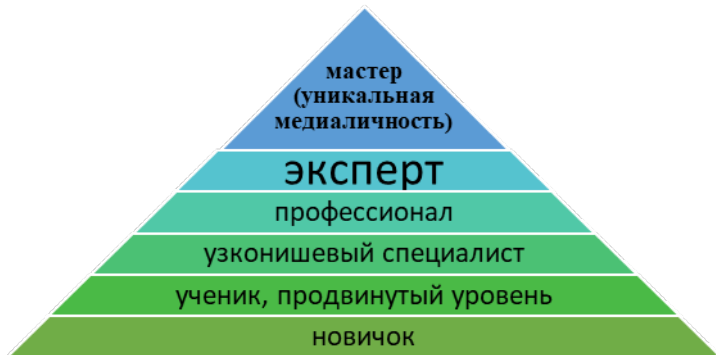 мастер
(уникальная
медиаличность)
эксперт
профессионал
узконишевый специалист
ученик, продвинутый уровень
новичок